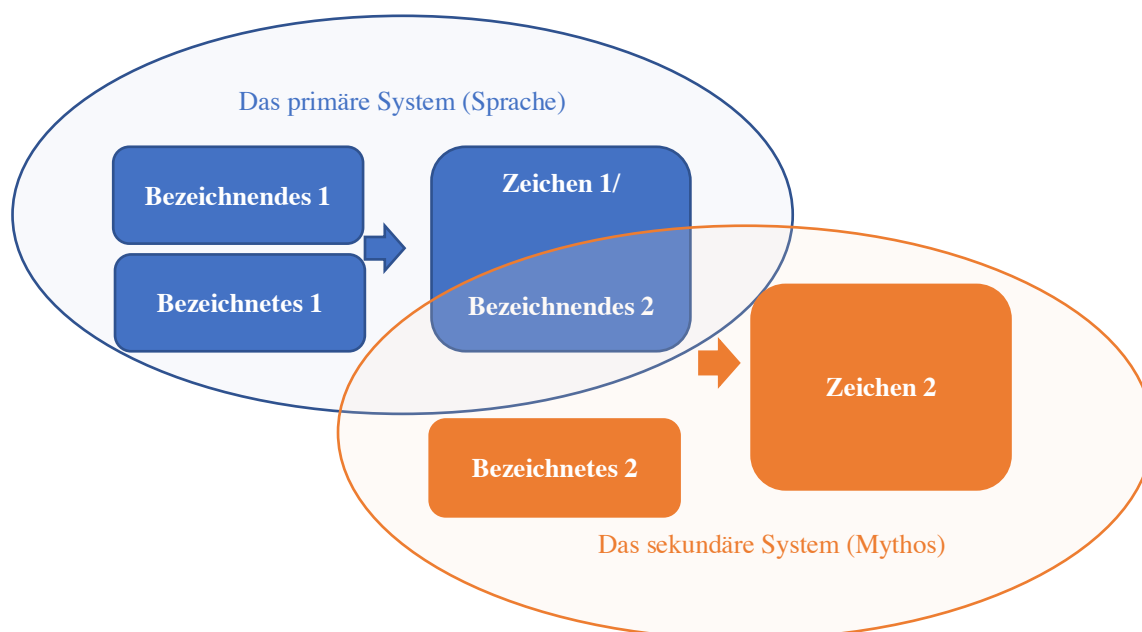 Das primäre System (Sprache)
Bezeichnendes 1
Bezeichnetes 1
Zeichen 1/
Bezeichnendes 2
Zeichen 2
Bezeichnetes 2
Das sekundäre System (Mythos)